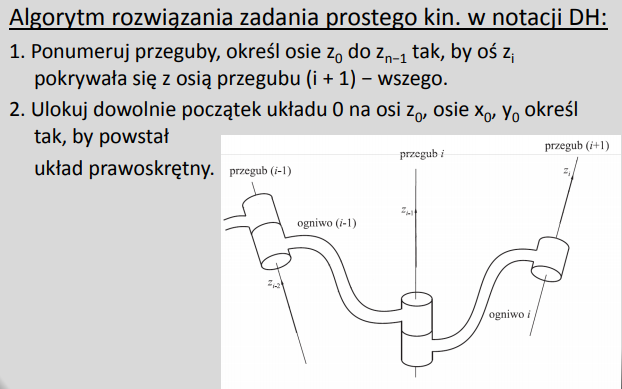 Algorytm rozwiązania zadania prostego kin. w notacji DH:
1. Ponumeruj przeguby, określ osie z₀ do zₙ₋₁ tak, by oś zᵢ
pokrywała się z osią przegubu (i + 1) − wszego.
2. Ulokuj dowolnie początek układu 0 na osi z₀, osie x₀, y₀ określ
tak, by powstał
układ prawoskrętny.
przegub (i-1)
przegub i
przegub (i+1)
zᵢ
zᵢ₋₁
ogniwo (i-1)
zᵢ₋₂
ogniwo i